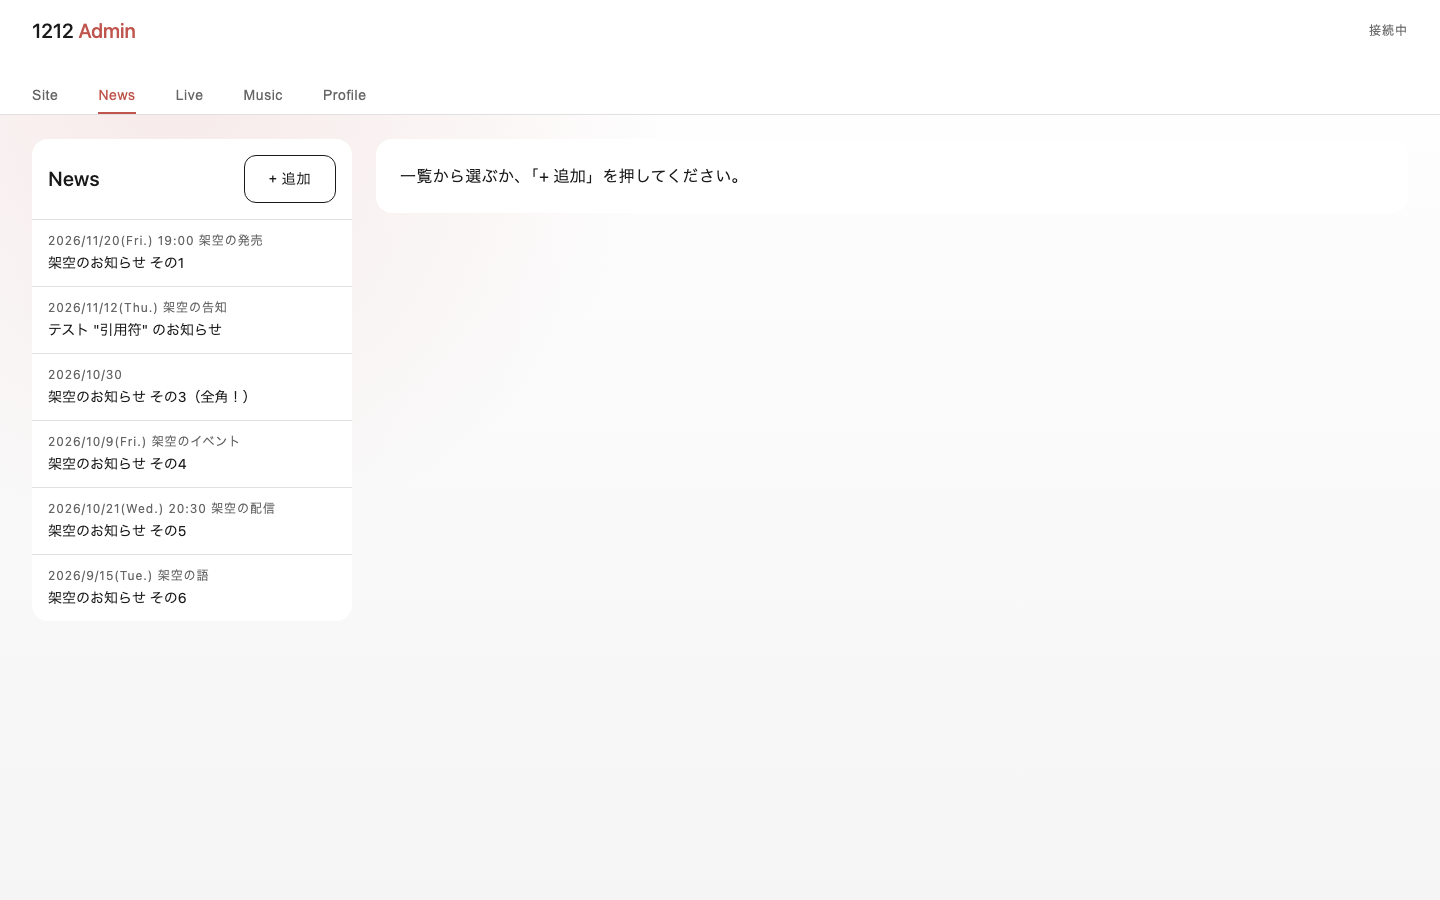 1212 Admin
接続中
Site
News
Live
Music
Profile
News
+ 追加
一覧から選ぶか、「+ 追加」を押してください。
2026/11/20(Fri.) 19:00 架空の発売
架空のお知らせ その1
2026/11/12(Thu.) 架空の告知
テスト "引用符" のお知らせ
2026/10/30
架空のお知らせ その3（全角！）
2026/10/9(Fri.) 架空のイベント
架空のお知らせ その4
2026/10/21(Wed.) 20:30 架空の配信
架空のお知らせ その5
2026/9/15(Tue.) 架空の語
架空のお知らせ その6